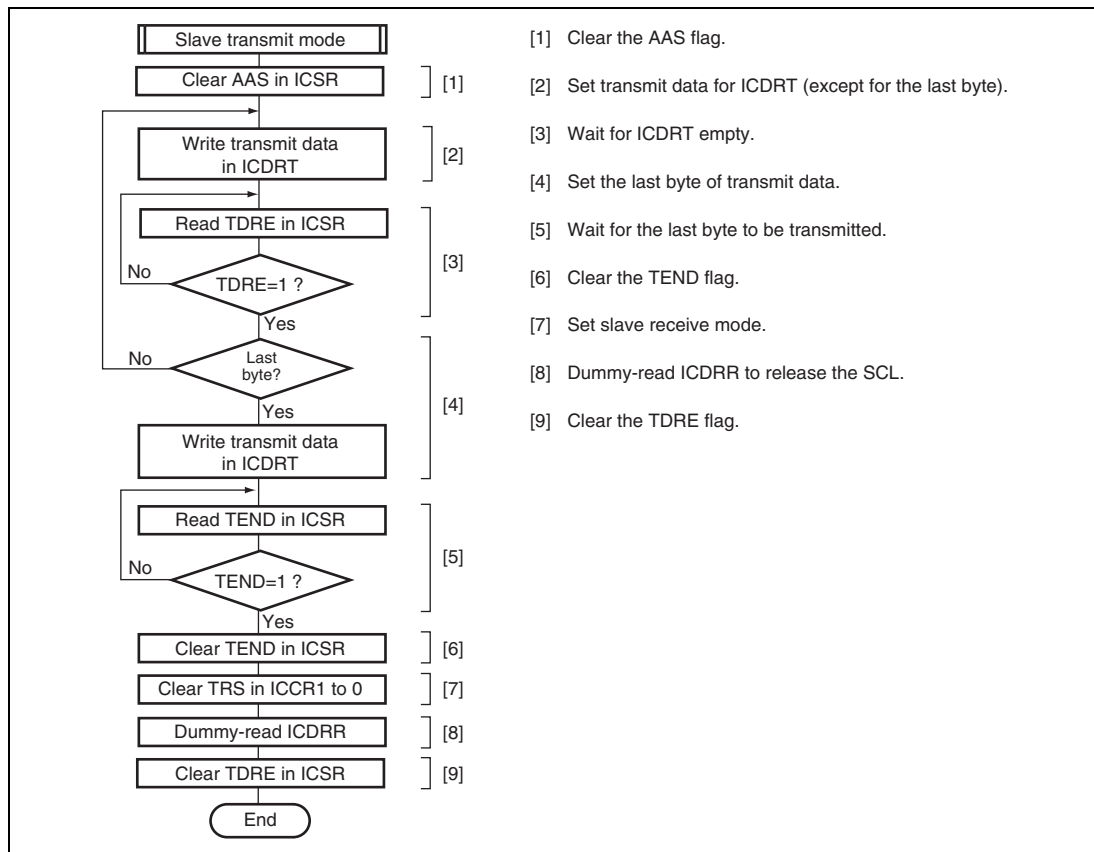 Slave transmit mode
Clear AAS in ICSR
[1]
Write transmit data
in ICDRT
[2]
Read TDRE in ICSR
No
TDRE=1 ?
[3]
Yes
No
Last
byte?
[4]
Yes
Write transmit data
in ICDRT
Read TEND in ICSR
No
TEND=1 ?
[5]
Yes
Clear TEND in ICSR
[6]
Clear TRS in ICCR1 to 0
[7]
Dummy-read ICDRR
[8]
Clear TDRE in ICSR
[9]
End
[1] Clear the AAS flag.
[2] Set transmit data for ICDRT (except for the last byte).
[3] Wait for ICDRT empty.
[4] Set the last byte of transmit data.
[5] Wait for the last byte to be transmitted.
[6] Clear the TEND flag.
[7] Set slave receive mode.
[8] Dummy-read ICDRR to release the SCL.
[9] Clear the TDRE flag.